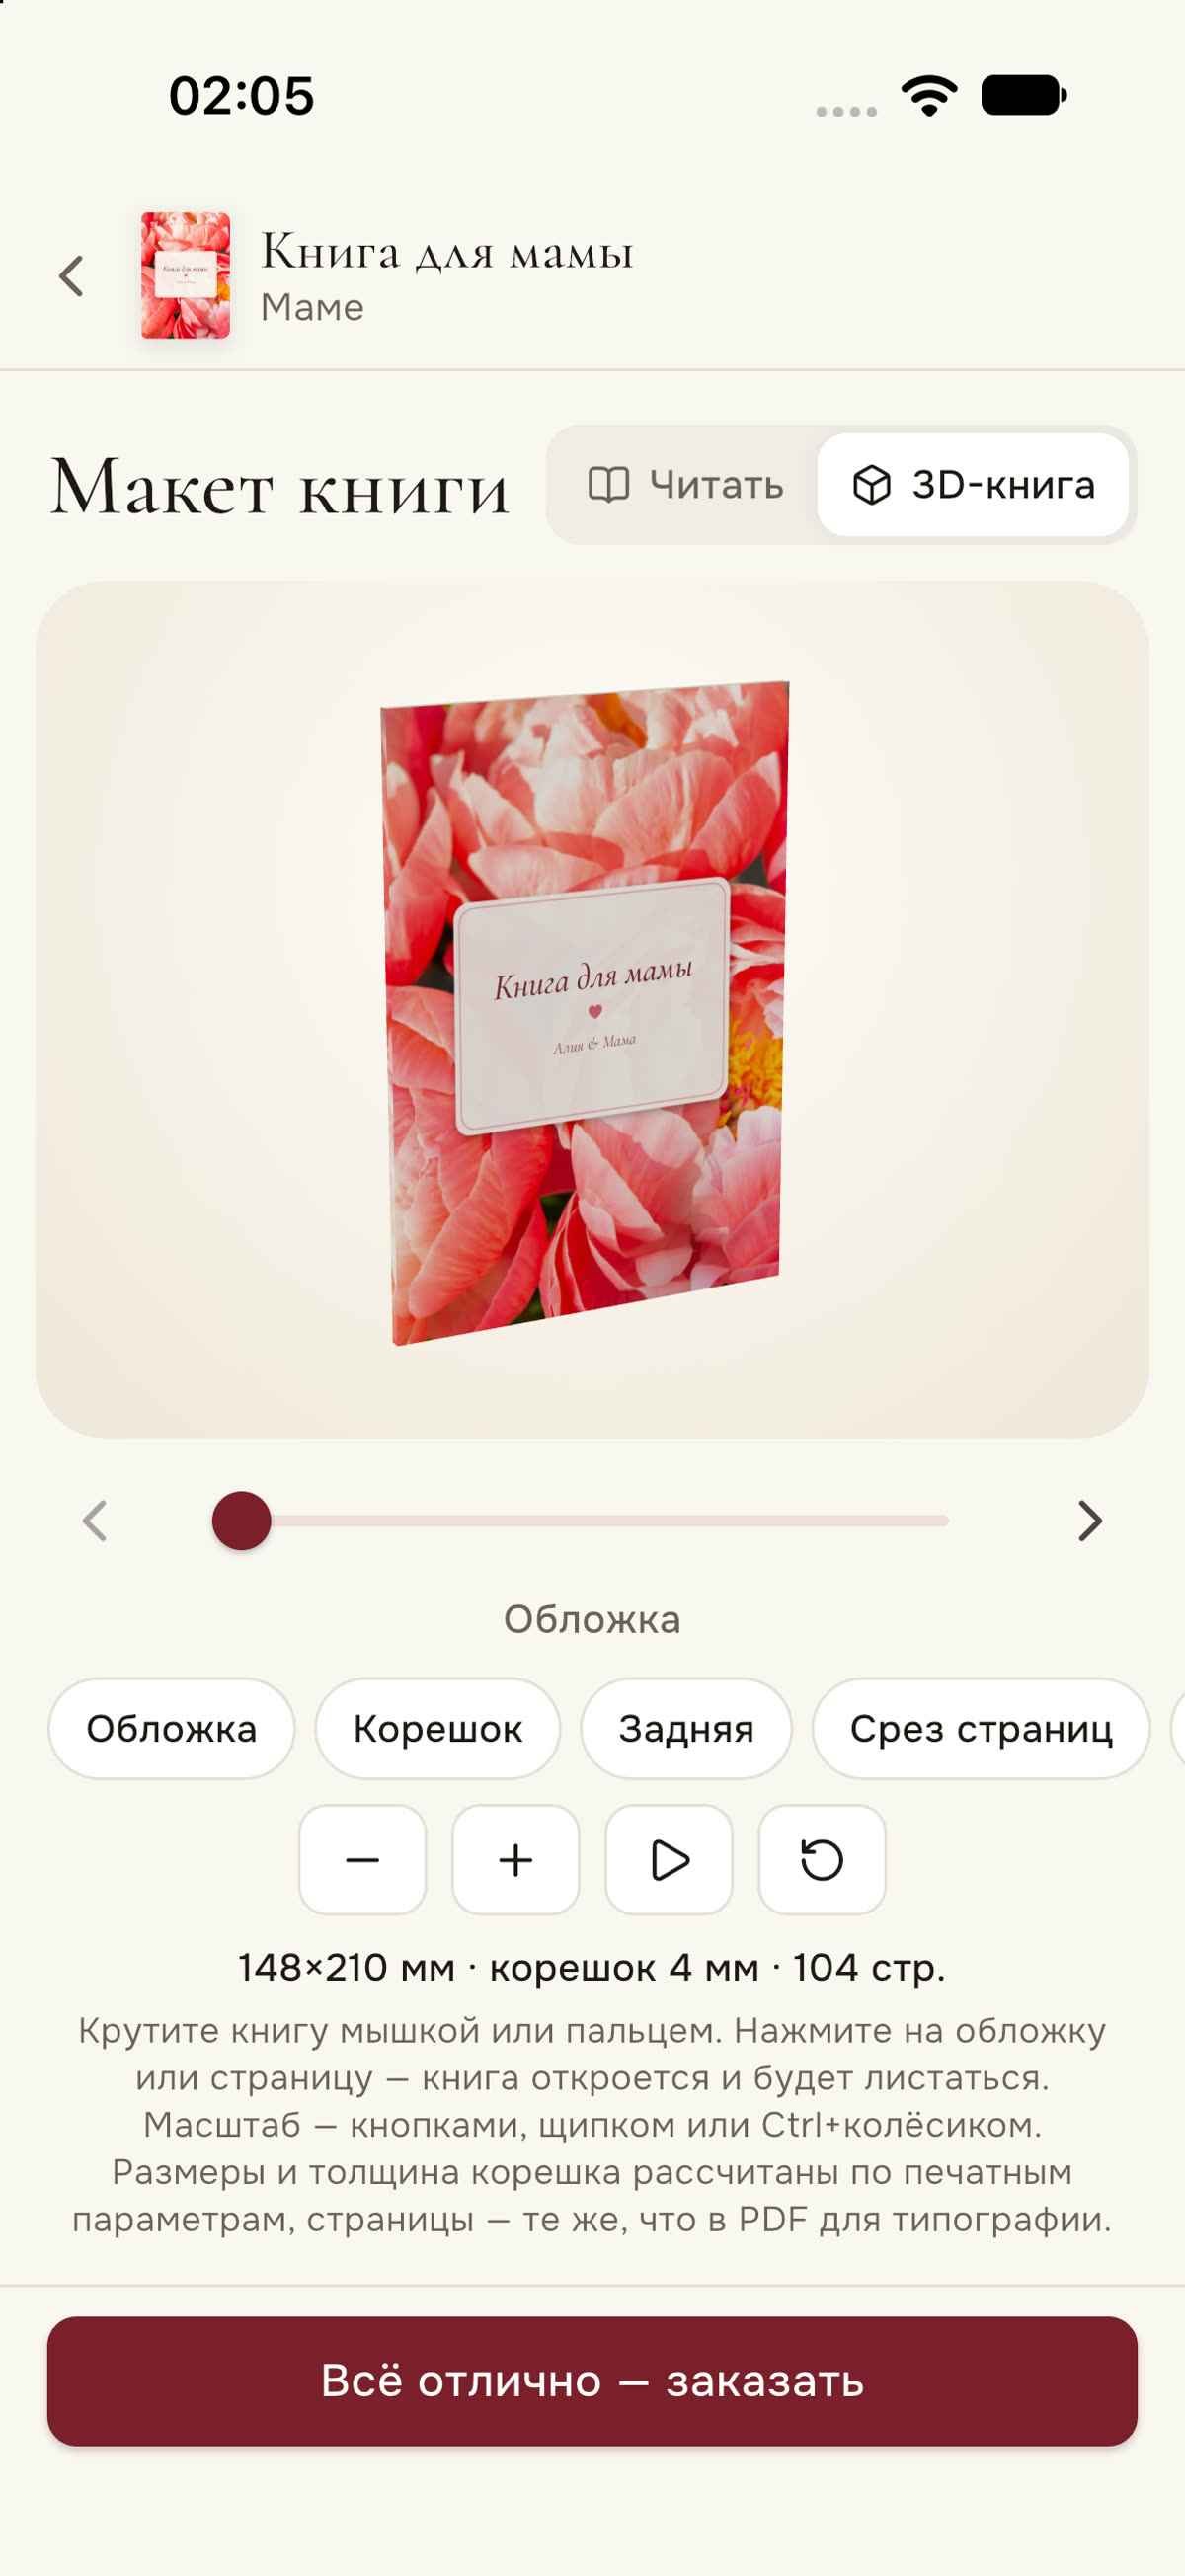 02:05
Книга для мамы
Маме
Макет книги
Читать
3D-книга
Книга для мамы
Алия & Мама
Обложка
Обложка
Корешок
Задняя
Срез страниц
148×210 мм · корешок 4 мм · 104 стр.
Крутите книгу мышкой или пальцем. Нажмите на обложку
или страницу — книга откроется и будет листаться.
Масштаб — кнопками, щипком или Ctrl+колёсиком.
Размеры и толщина корешка рассчитаны по печатным
параметрам, страницы — те же, что в PDF для типографии.
Всё отлично — заказать